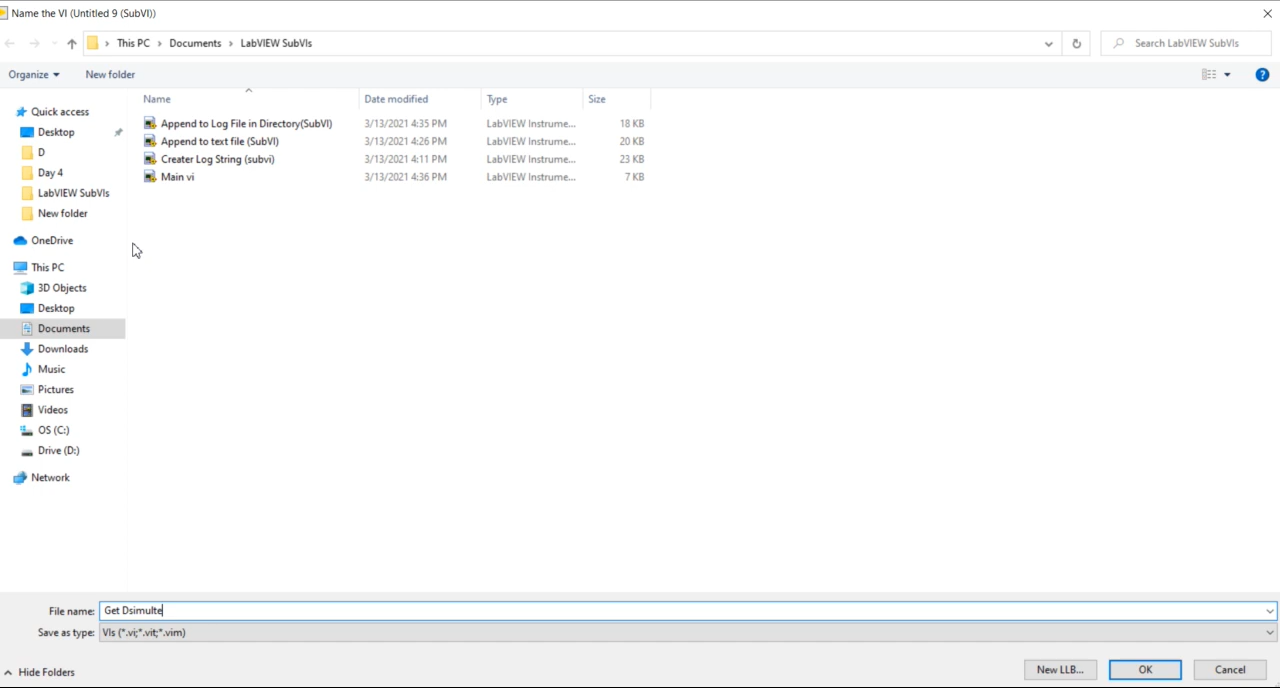 Name the VI (Untitled 9 (SubVI))
This PC > Documents > LabVIEW SubVIs
Search LabVIEW SubVIs
Organize
New folder
Name
Date modified
Type
Size
Quick access
Desktop
D
Day 4
LabVIEW SubVIs
New folder
OneDrive
This PC
3D Objects
Desktop
Documents
Downloads
Music
Pictures
Videos
OS (C:)
Drive (D:)
Network
Append to Log File in Directory(SubVI) 3/13/2021 4:35 PM LabVIEW Instrume... 18 KB
Append to text file (SubVI) 3/13/2021 4:26 PM LabVIEW Instrume... 20 KB
Creater Log String (subvi) 3/13/2021 4:11 PM LabVIEW Instrume... 23 KB
Main vi 3/13/2021 4:36 PM LabVIEW Instrume... 7 KB
File name: Get Dsimulte
Save as type: VIs (*.vi;*.vit;*.vim)
Hide Folders
New LLB...
OK
Cancel